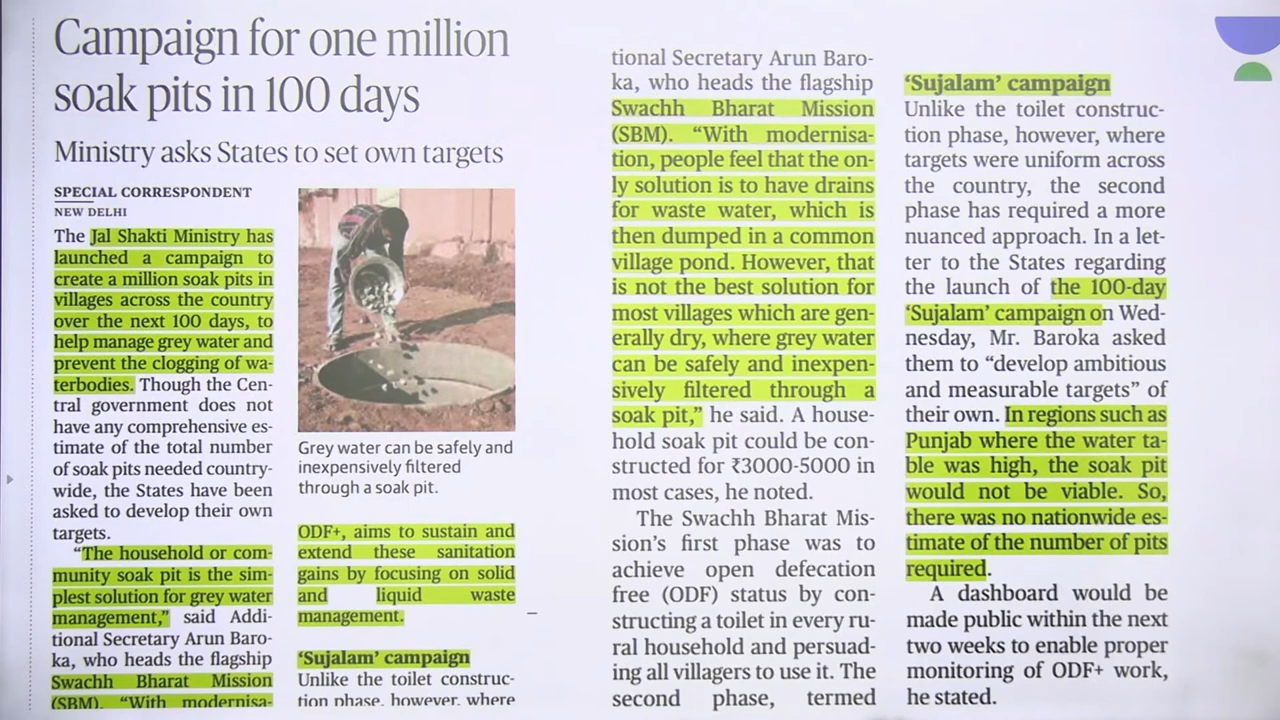 Campaign for one million
soak pits in 100 days
Ministry asks States to set own targets
SPECIAL CORRESPONDENT
NEW DELHI
The Jal Shakti Ministry has
launched a campaign to
create a million soak pits in
villages across the country
over the next 100 days, to
help manage grey water and
prevent the clogging of wa-
terbodies. Though the Cen-
tral government does not
have any comprehensive es-
timate of the total number
of soak pits needed country-
wide, the States have been
asked to develop their own
targets.
“The household or com-
munity soak pit is the sim-
plest solution for grey water
management,” said Addi-
tional Secretary Arun Baro-
ka, who heads the flagship
Swachh Bharat Mission
(SBM). “With modernisa-
Grey water can be safely and
inexpensively filtered
through a soak pit.
ODF+, aims to sustain and
extend these sanitation
gains by focusing on solid
and liquid waste
management.
‘Sujalam’ campaign
Unlike the toilet construc-
tion phase, however, where
tional Secretary Arun Baro-
ka, who heads the flagship
Swachh Bharat Mission
(SBM). “With modernisa-
tion, people feel that the on-
ly solution is to have drains
for waste water, which is
then dumped in a common
village pond. However, that
is not the best solution for
most villages which are gen-
erally dry, where grey water
can be safely and inexpen-
sively filtered through a
soak pit,” he said. A house-
hold soak pit could be con-
structed for ₹3000-5000 in
most cases, he noted.
The Swachh Bharat Mis-
sion’s first phase was to
achieve open defecation
free (ODF) status by con-
structing a toilet in every ru-
ral household and persuad-
ing all villagers to use it. The
second phase, termed
‘Sujalam’ campaign
Unlike the toilet construc-
tion phase, however, where
targets were uniform across
the country, the second
phase has required a more
nuanced approach. In a let-
ter to the States regarding
the launch of the 100-day
‘Sujalam’ campaign on Wed-
nesday, Mr. Baroka asked
them to “develop ambitious
and measurable targets” of
their own. In regions such as
Punjab where the water ta-
ble was high, the soak pit
would not be viable. So,
there was no nationwide es-
timate of the number of pits
required.
A dashboard would be
made public within the next
two weeks to enable proper
monitoring of ODF+ work,
he stated.